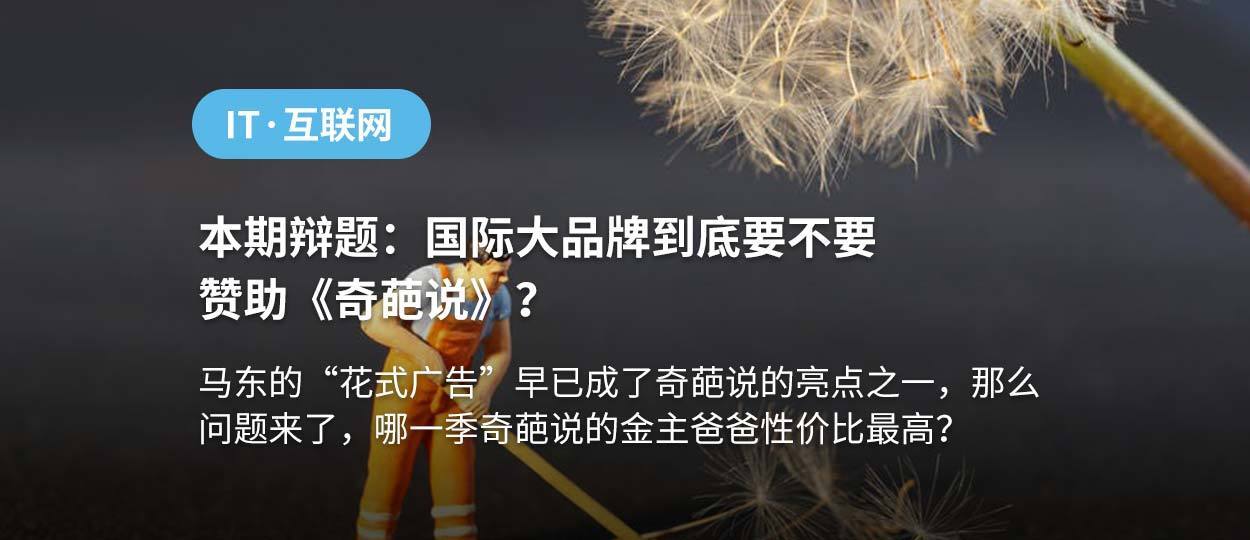 IT·互联网
本期辩题：国际大品牌到底要不要
赞助《奇葩说》？
马东的“花式广告”早已成了奇葩说的亮点之一，那么
问题来了，哪一季奇葩说的金主爸爸性价比最高？